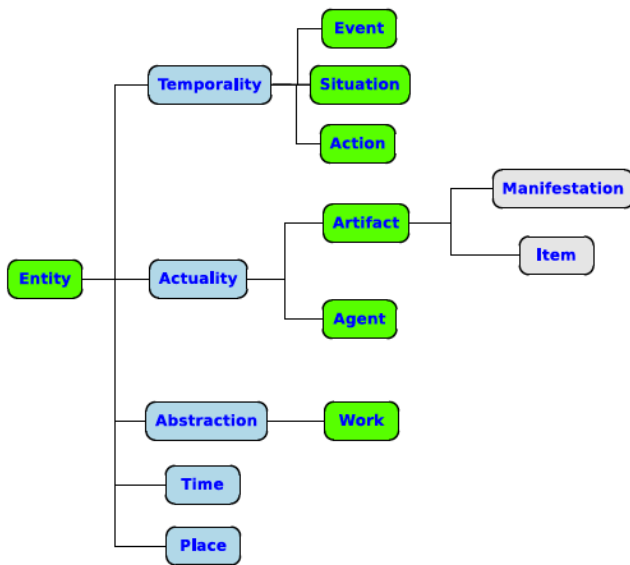 Event
Temporality
Situation
Action
Manifestation
Artifact
Item
Entity
Actuality
Agent
Abstraction
Work
Time
Place